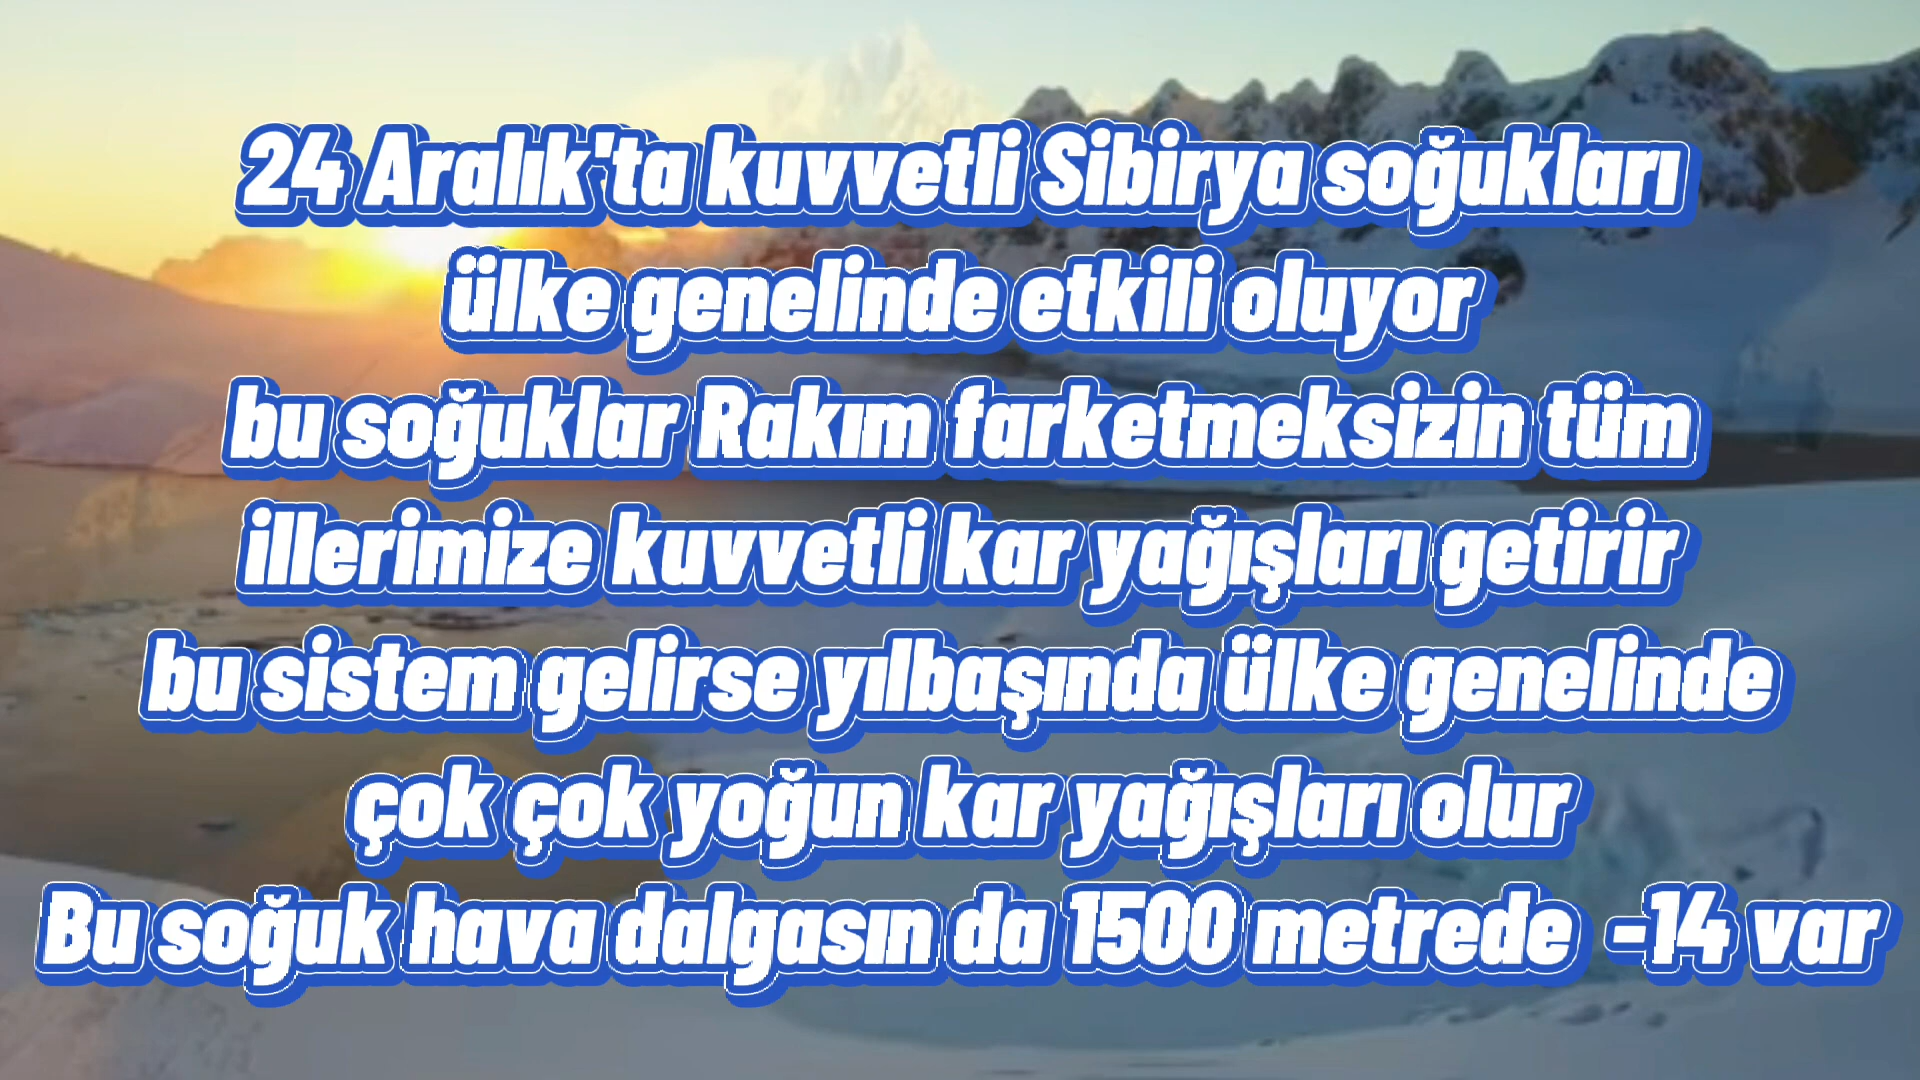 24 Aralık'ta kuvvetli Sibirya soğukları
ülke genelinde etkili oluyor
bu soğuklar Rakım farketmeksizin tüm
illerimize kuvvetli kar yağışları getirir
bu sistem gelirse yılbaşında ülke genelinde
çok çok yoğun kar yağışları olur
Bu soğuk hava dalgasın da 1500 metrede -14 var